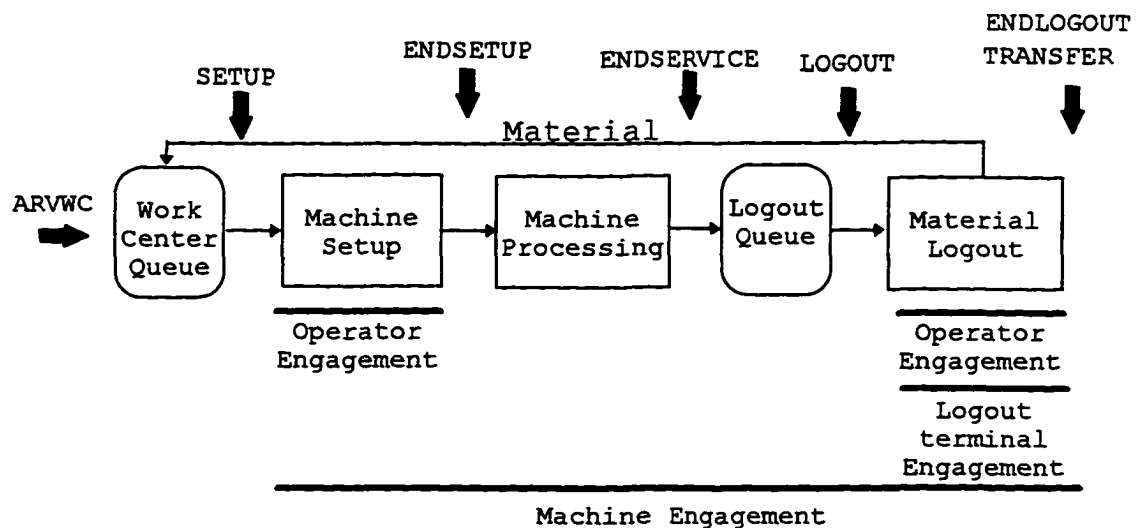 ENDLOGOUT
TRANSFER
ENDSETUP
ENDSERVICE
LOGOUT
SETUP
Material
ARVWC
Work
Center
Queue
Machine
Setup
Machine
Processing
Logout
Queue
Material
Logout
Operator
Engagement
Operator
Engagement
Logout
terminal
Engagement
Machine Engagement